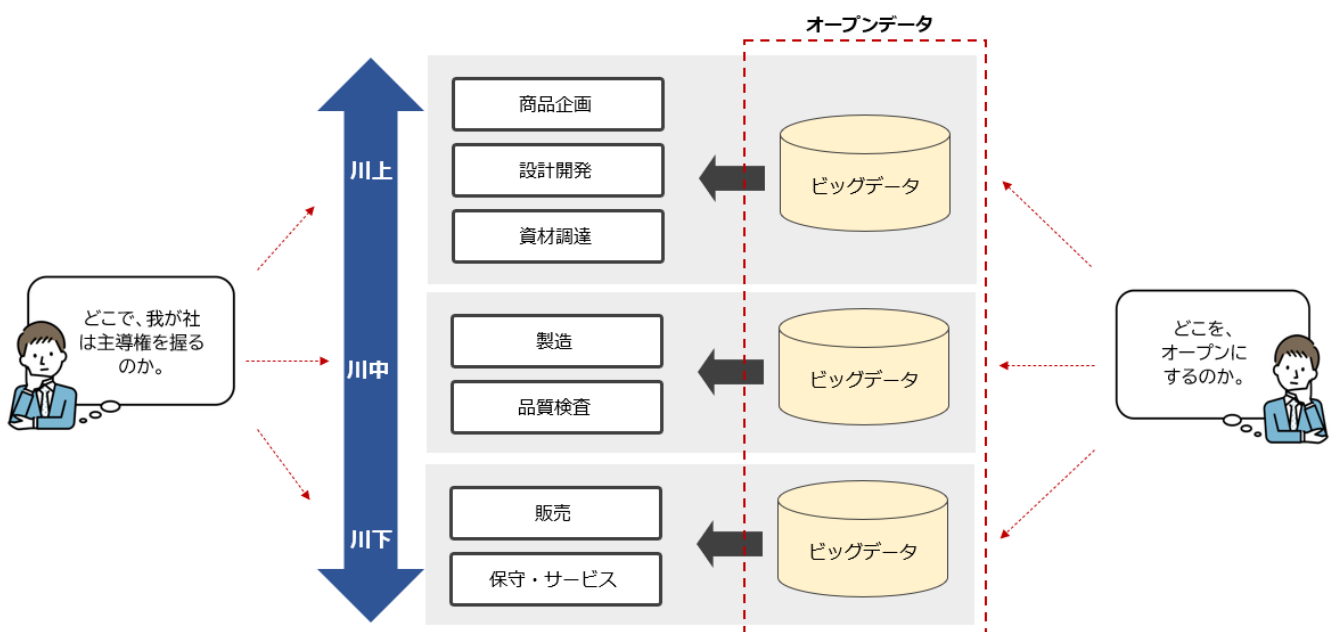 オープンデータ
川上
商品企画
設計開発
資材調達
ビッグデータ
どこで、我が社
は主導権を握る
のか。
川中
製造
品質検査
ビッグデータ
どこを、
オープンに
するのか。
川下
販売
保守・サービス
ビッグデータ